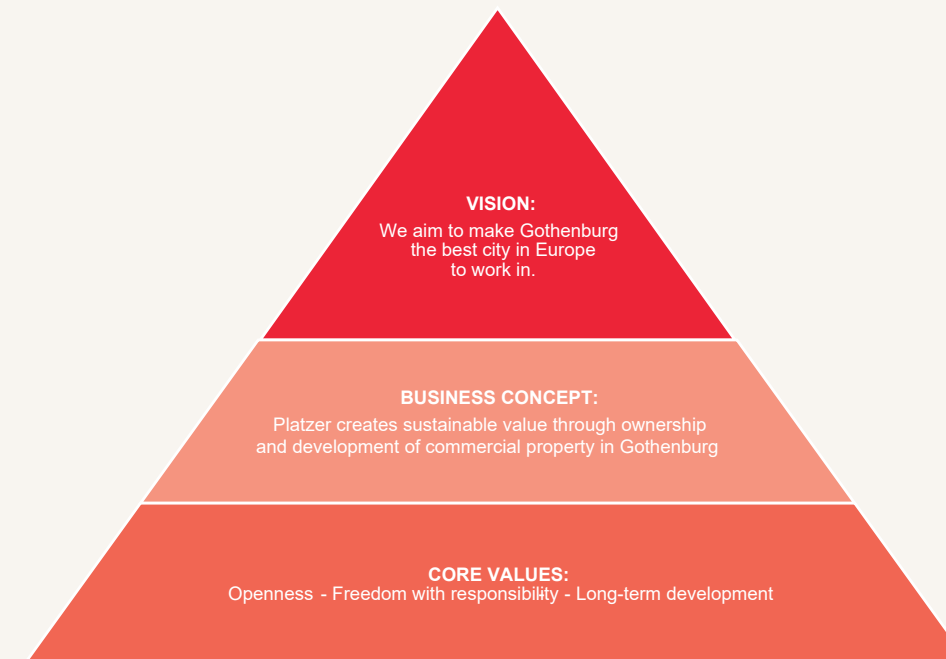 VISION:
We aim to make Gothenburg
the best city in Europe
to work in.
BUSINESS CONCEPT:
Platzer creates sustainable value through ownership
and development of commercial property in Gothenburg
CORE VALUES:
Openness - Freedom with responsibility - Long-term development